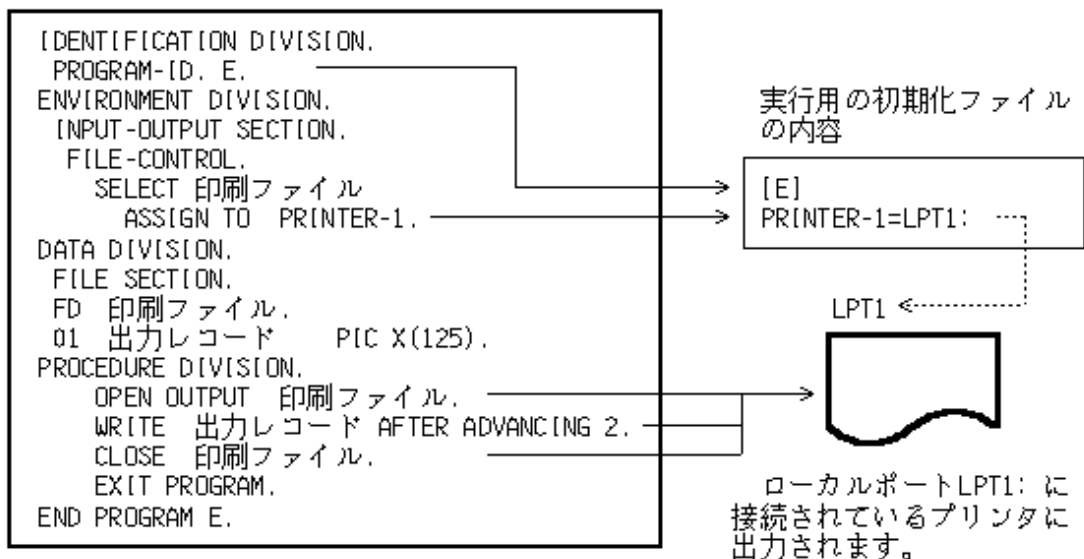 IDENTIFICATION DIVISION.
PROGRAM-ID. E.
ENVIRONMENT DIVISION.
INPUT-OUTPUT SECTION.
FILE-CONTROL.
SELECT 印刷ファイル
ASSIGN TO PRINTER-1.
DATA DIVISION.
FILE SECTION.
FD 印刷ファイル.
01 出力レコード PIC X(125).
PROCEDURE DIVISION.
OPEN OUTPUT 印刷ファイル.
WRITE 出力レコード AFTER ADVANCING 2.
CLOSE 印刷ファイル.
EXIT PROGRAM.
END PROGRAM E.
実行用の初期化ファイル
の内容
[E]
PRINTER-1=LPT1:
LPT1
ローカルポートLPT1: に
接続されているプリンタに
出力されます。